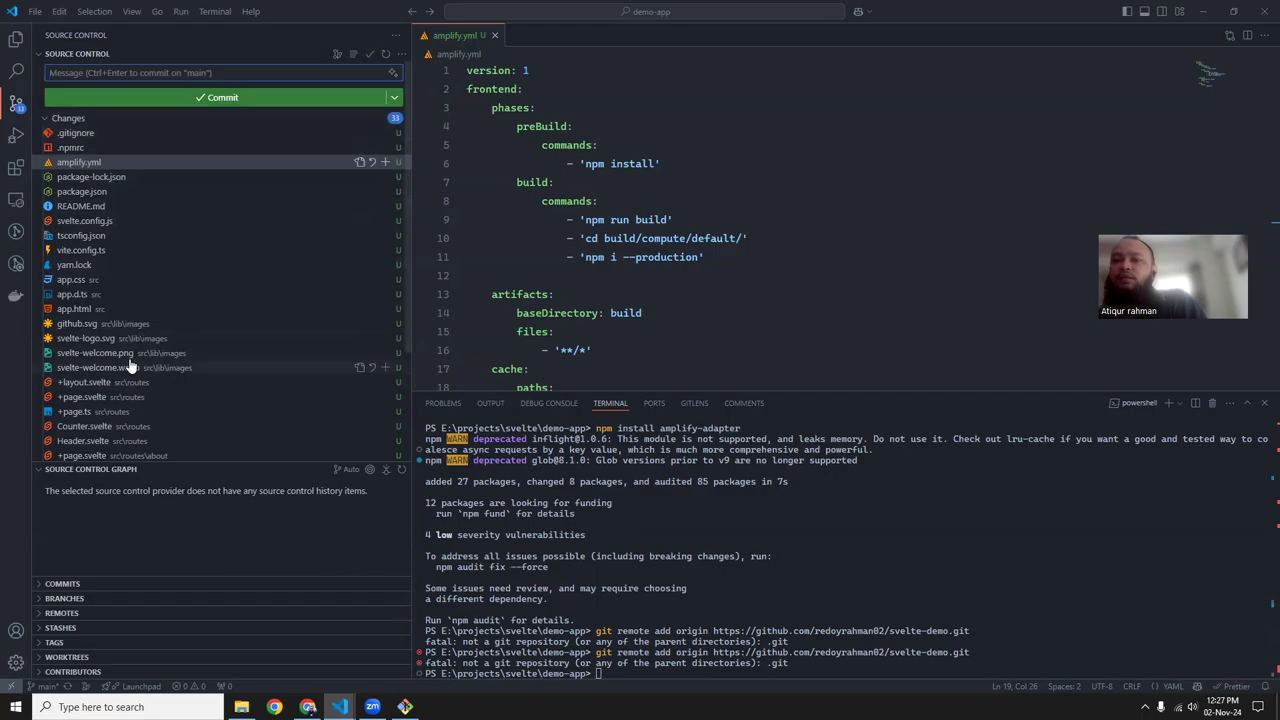 File Edit Selection View Go Run Terminal Help
demo-app
SOURCE CONTROL
SOURCE CONTROL
Message (Ctrl+Enter to commit on "main")
Commit
Changes 33
.gitignore U
.npmrc U
amplify.yml U
package-lock.json U
package.json U
README.md U
svelte.config.js U
tsconfig.json U
vite.config.ts U
yarn.lock U
app.css src U
app.d.ts src U
app.html src U
github.svg src\lib\images U
svelte-logo.svg src\lib\images U
svelte-welcome.png src\lib\images U
svelte-welcome.w src\lib\images U
+layout.svelte src\routes U
+page.svelte src\routes U
+page.ts src\routes U
Counter.svelte src\routes U
Header.svelte src\routes U
+page.svelte src\routes\about U
SOURCE CONTROL GRAPH Auto
The selected source control provider does not have any source control history items.
COMMITS
BRANCHES
REMOTES
STASHES
TAGS
WORKTREES
CONTRIBUTORS
33
amplify.yml U
amplify.yml
1 version: 1
2 frontend:
3 phases:
4 preBuild:
5 commands:
6 - 'npm install'
7 build:
8 commands:
9 - 'npm run build'
10 - 'cd build/compute/default/'
11 - 'npm i --production'
12
13 artifacts:
14 baseDirectory: build
15 files:
16 - '**/*'
17 cache:
18 paths:
Atiqur rahman
PROBLEMS OUTPUT DEBUG CONSOLE TERMINAL PORTS GITLENS COMMENTS
powershell
PS E:\projects\svelte\demo-app> npm install amplify-adapter
npm WARN deprecated inflight@1.0.6: This module is not supported, and leaks memory. Do not use it. Check out lru-cache if you want a good and tested way to co
alesce async requests by a key value, which is much more comprehensive and powerful.
npm WARN deprecated glob@8.1.0: Glob versions prior to v9 are no longer supported
added 27 packages, changed 8 packages, and audited 85 packages in 7s
12 packages are looking for funding
run `npm fund` for details
4 low severity vulnerabilities
To address all issues possible (including breaking changes), run:
npm audit fix --force
Some issues need review, and may require choosing
a different dependency.
Run `npm audit` for details.
PS E:\projects\svelte\demo-app> git remote add origin https://github.com/redoyrahman02/svelte-demo.git
fatal: not a git repository (or any of the parent directories): .git
PS E:\projects\svelte\demo-app> git remote add origin https://github.com/redoyrahman02/svelte-demo.git
fatal: not a git repository (or any of the parent directories): .git
PS E:\projects\svelte\demo-app>
main* Launchpad 0 0 0 Ln 19, Col 26 Spaces: 2 UTF-8 CRLF YAML Prettier
Type here to search
12:27 PM
02-Nov-24